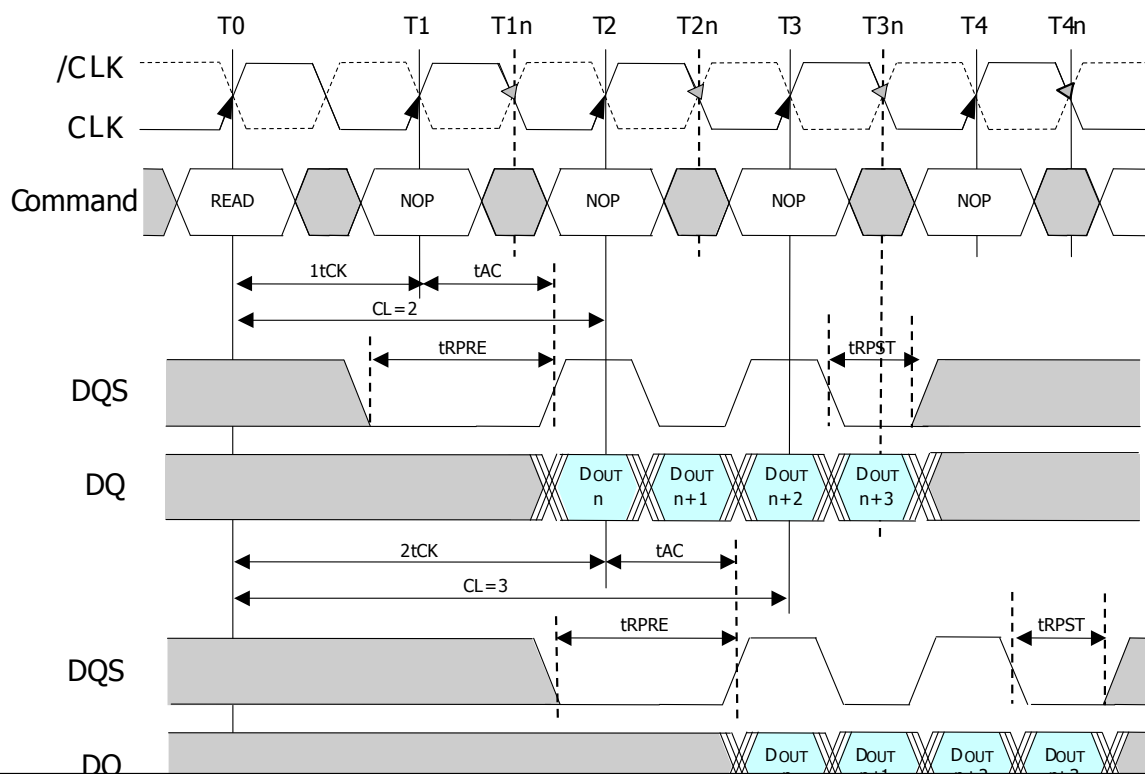 T0 T1 T1n T2 T2n T3 T3n T4 T4n
/CLK
CLK
Command READ NOP NOP NOP NOP
1tCK tAC
CL=2
tRPRE tRPST
DQS
DQ
DOUT n DOUT n+1 DOUT n+2 DOUT n+3
2tCK tAC
CL=3
tRPRE tRPST
DQS
DQ
DOUT DOUT DOUT DOUT